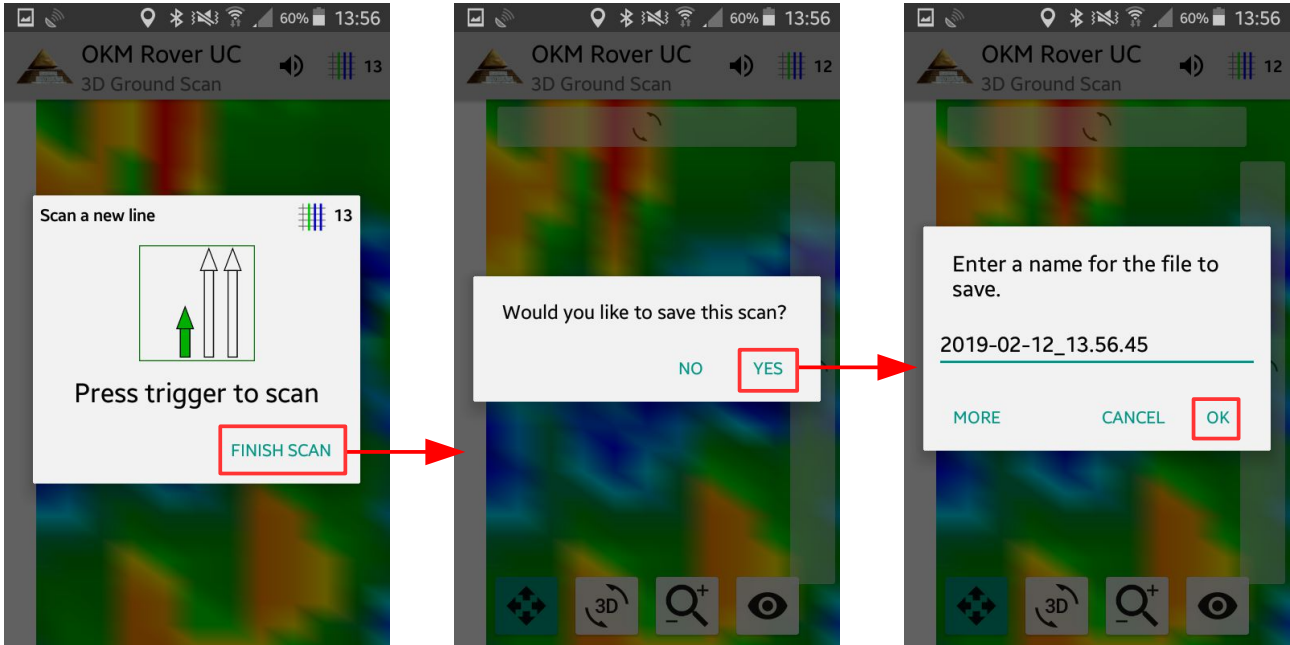 60% 13:56
OKM Rover UC
3D Ground Scan
13
Scan a new line
13
Press trigger to scan
FINISH SCAN
60% 13:56
OKM Rover UC
3D Ground Scan
12
Would you like to save this scan?
NO YES
3D
60% 13:56
OKM Rover UC
3D Ground Scan
12
Enter a name for the file to
save.
2019-02-12_13.56.45
MORE CANCEL OK
3D